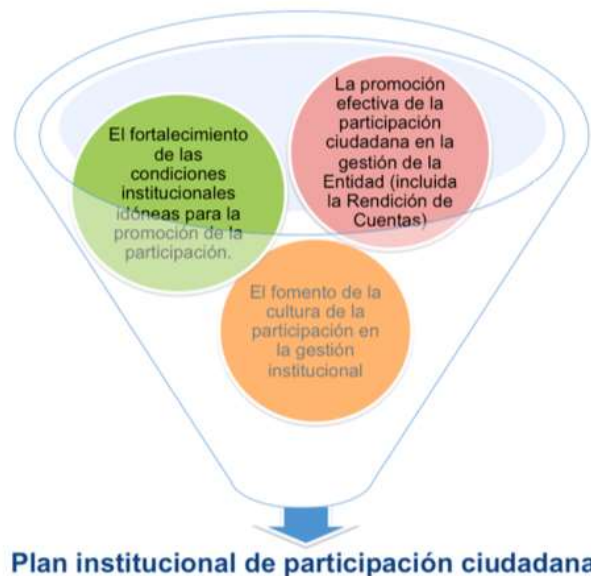 El fortalecimiento
de las
condiciones
institucionales
idóneas para la
promoción de la
participación.
La promoción
efectiva de la
participación
ciudadana en la
gestión de la
Entidad (incluida
la Rendición de
Cuentas)
El fomento de la
cultura de la
participación en
la gestión
institucional
Plan institucional de participación ciudadana